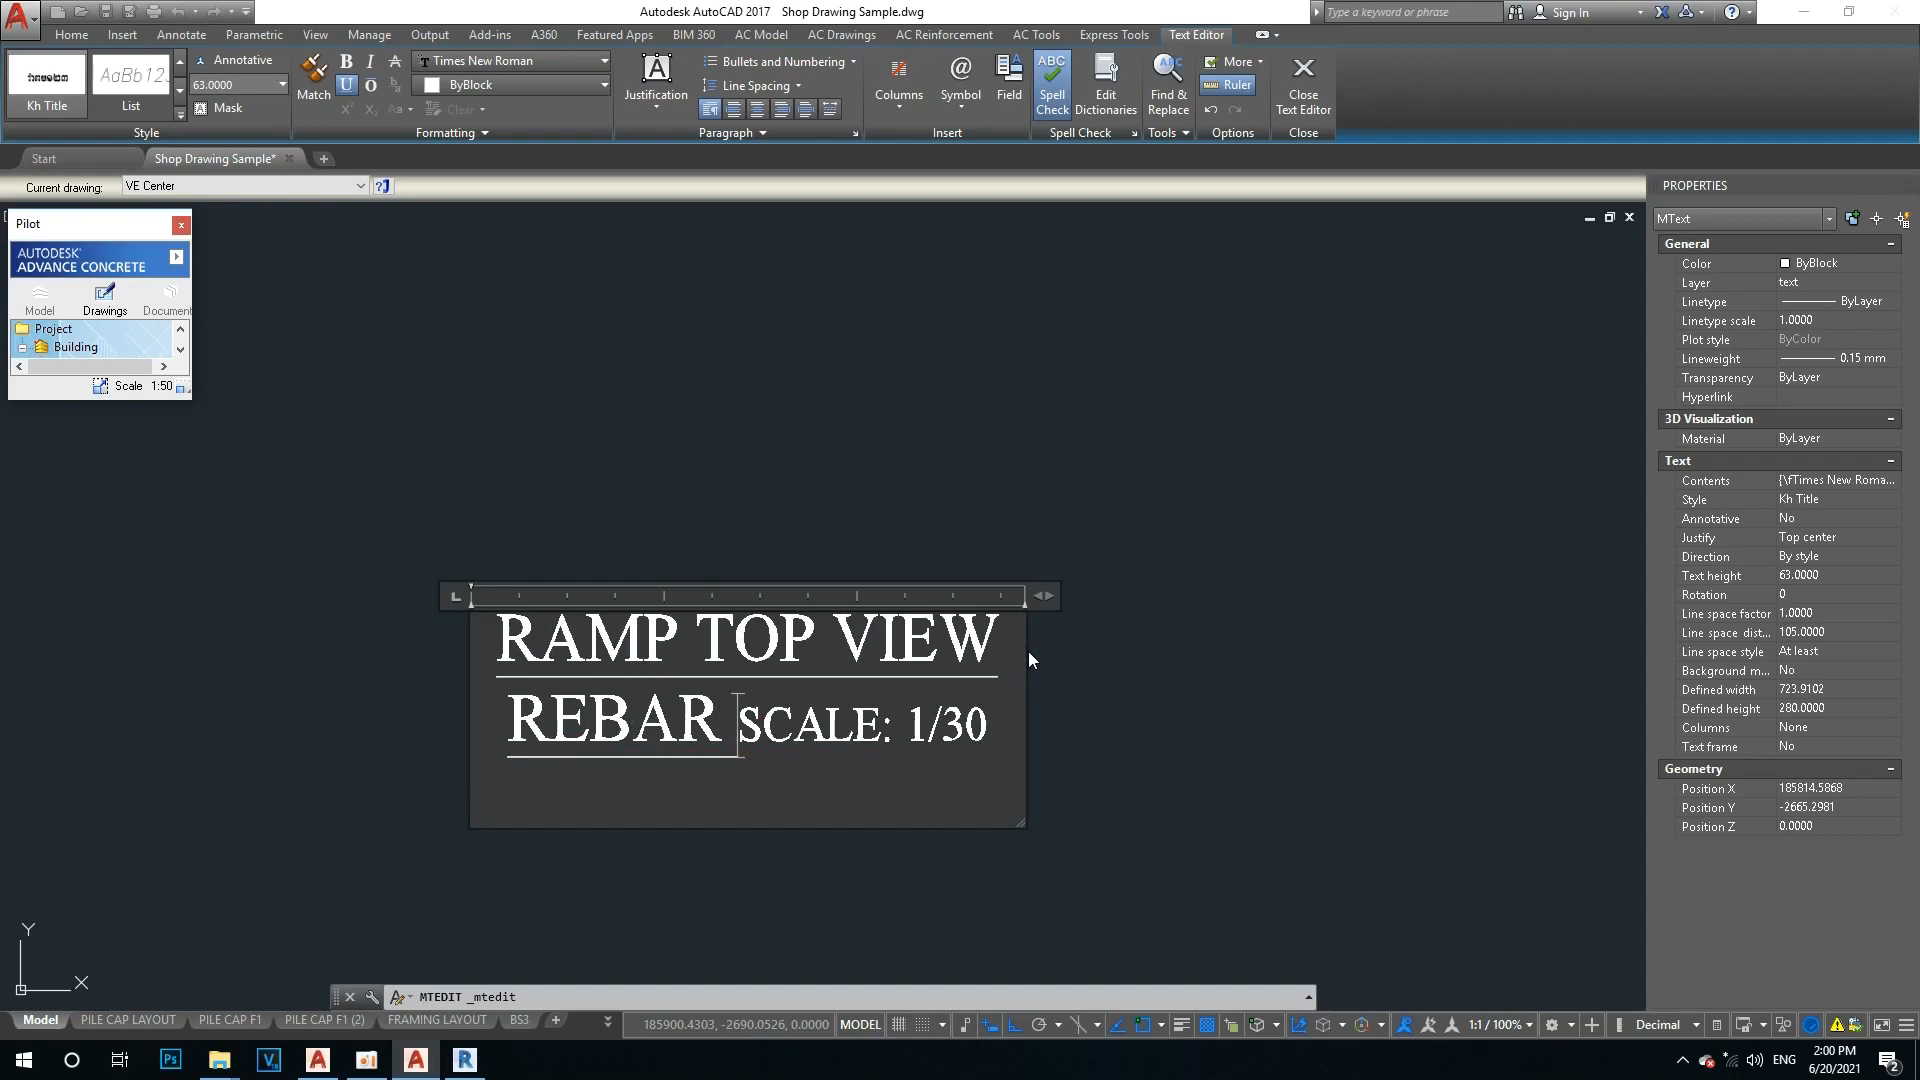 Autodesk AutoCAD 2017 Shop Drawing Sample.dwg
Type a keyword or phrase
Sign In
Home Insert Annotate Parametric View Manage Output Add-ins A360 Featured Apps BIM 360 AC Model AC Drawings AC Reinforcement AC Tools Express Tools Text Editor
Kh Title
AaBb123
List
Annotative
63.0000
Mask
Style
Match
B I A
U O
Times New Roman
ByBlock
Aa
Clear
Formatting
Justification
Bullets and Numbering
Line Spacing
Paragraph
Columns
Symbol
Field
Insert
ABC
Spell Check
Edit Dictionaries
Spell Check
Find & Replace
Tools
More
Ruler
Options
Close Text Editor
Close
Start
Shop Drawing Sample*
Current drawing: VE Center
Pilot
AUTODESK
ADVANCE CONCRETE
Model Drawings Document
Project
Building
Scale 1:50
RAMP TOP VIEW
REBAR SCALE: 1/30
Y
X
PROPERTIES
MText
General
Color ByBlock
Layer text
Linetype ByLayer
Linetype scale 1.0000
Plot style ByColor
Lineweight 0.15 mm
Transparency ByLayer
Hyperlink
3D Visualization
Material ByLayer
Text
Contents {\fTimes New Roma...
Style Kh Title
Annotative No
Justify Top center
Direction By style
Text height 63.0000
Rotation 0
Line space factor 1.0000
Line space dist... 105.0000
Line space style At least
Background m... No
Defined width 723.9102
Defined height 280.0000
Columns None
Text frame No
Geometry
Position X 185814.5868
Position Y -2665.2981
Position Z 0.0000
MTEDIT _mtedit
Model PILE CAP LAYOUT PILE CAP F1 PILE CAP F1 (2) FRAMING LAYOUT BS3
185900.4303, -2690.0526, 0.0000 MODEL
1:1 / 100%
Decimal
Ps
ENG
2:00 PM
6/20/2021
2